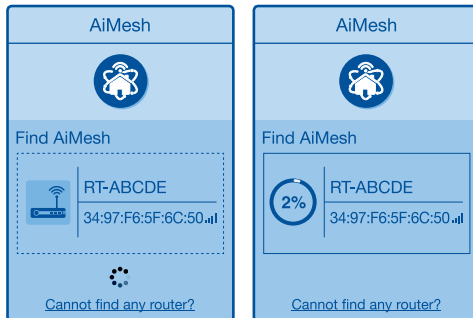 AiMesh
Find AiMesh
RT-ABCDE
34:97:F6:5F:6C:50
Cannot find any router?
AiMesh
Find AiMesh
2%
RT-ABCDE
34:97:F6:5F:6C:50
Cannot find any router?